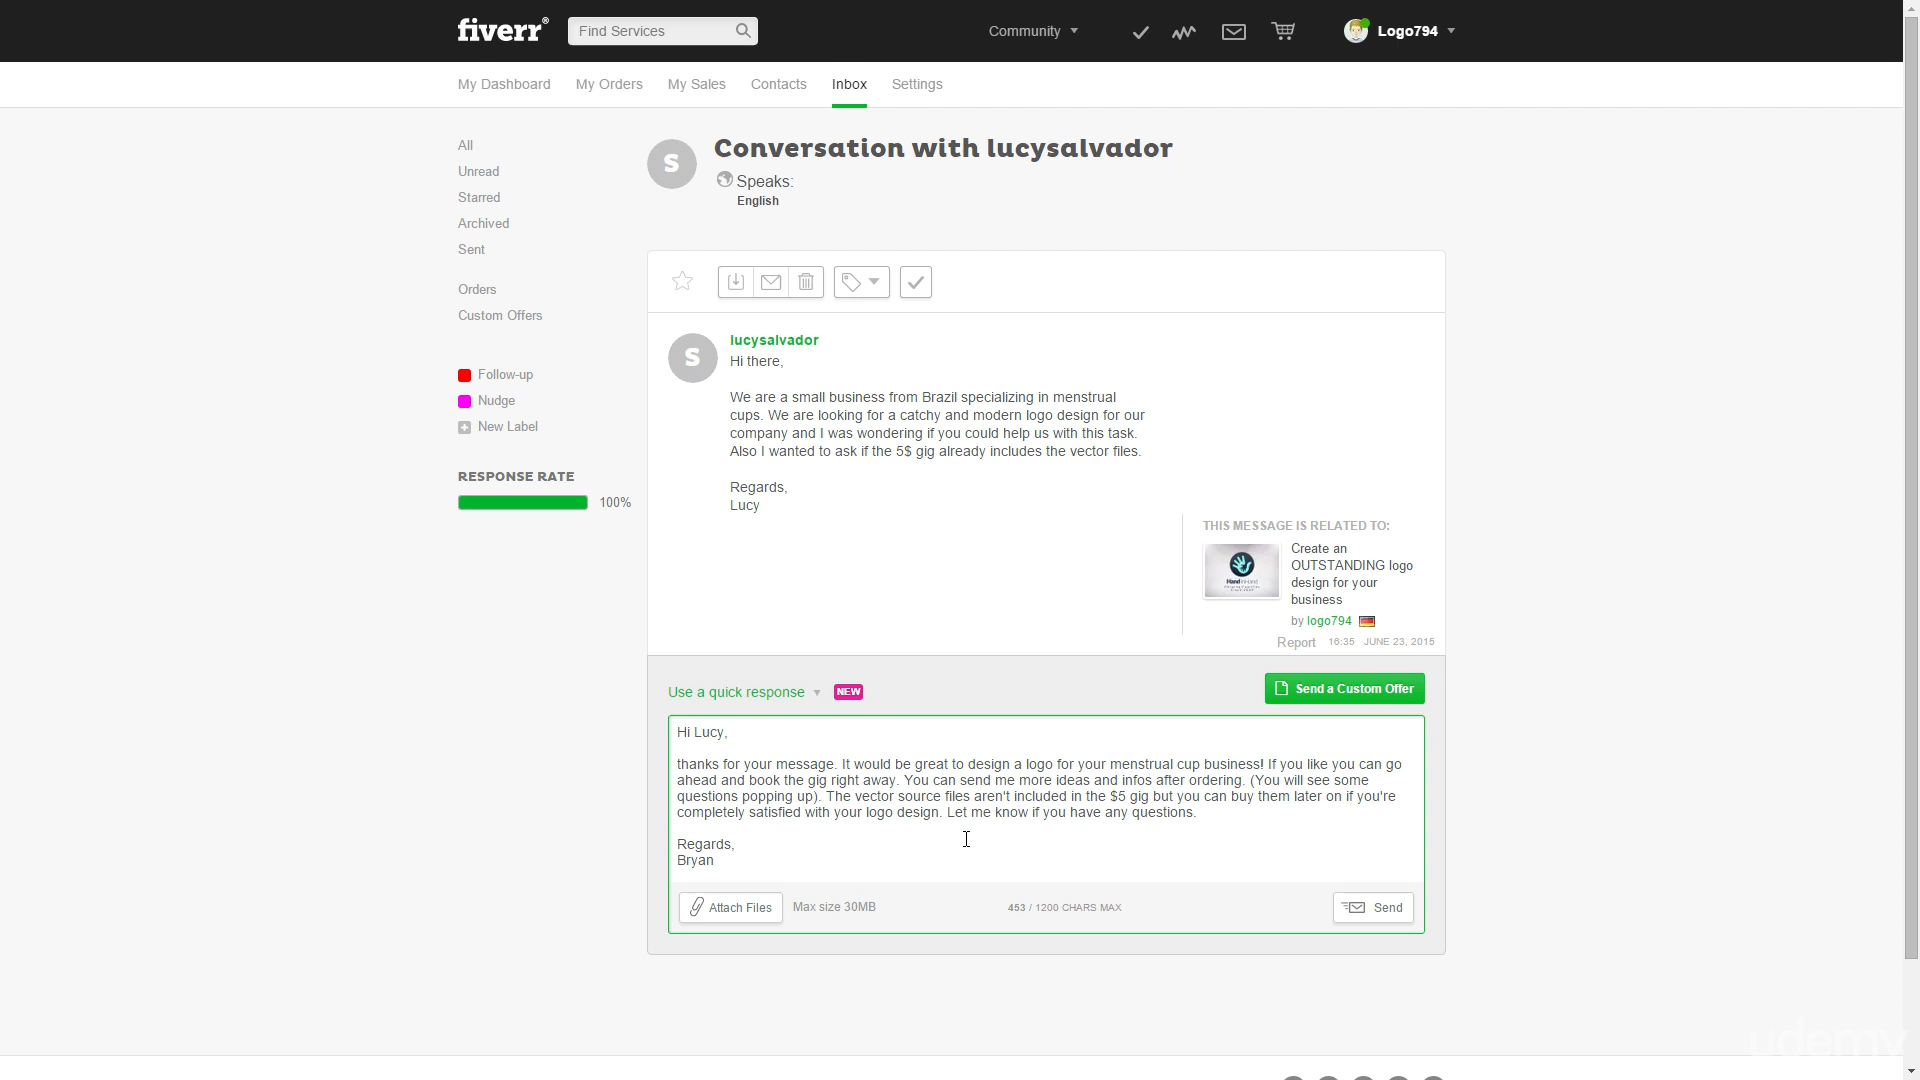 fiverr®
Find Services
Community
Logo794
My Dashboard
My Orders
My Sales
Contacts
Inbox
Settings
All
Unread
Starred
Archived
Sent
Orders
Custom Offers
Follow-up
Nudge
New Label
RESPONSE RATE
100%
S
Conversation with lucysalvador
Speaks:
English
S
lucysalvador
Hi there,
We are a small business from Brazil specializing in menstrual
cups. We are looking for a catchy and modern logo design for our
company and I was wondering if you could help us with this task.
Also I wanted to ask if the 5$ gig already includes the vector files.
Regards,
Lucy
THIS MESSAGE IS RELATED TO:
Create an
OUTSTANDING logo
design for your
business
by logo794
Report 16:35 JUNE 23, 2015
Use a quick response
NEW
Send a Custom Offer
Hi Lucy,
thanks for your message. It would be great to design a logo for your menstrual cup business! If you like you can go
ahead and book the gig right away. You can send me more ideas and infos after ordering. (You will see some
questions popping up). The vector source files aren't included in the $5 gig but you can buy them later on if you're
completely satisfied with your logo design. Let me know if you have any questions.
Regards,
Bryan
Attach Files
Max size 30MB
453 / 1200 CHARS MAX
Send
udemy